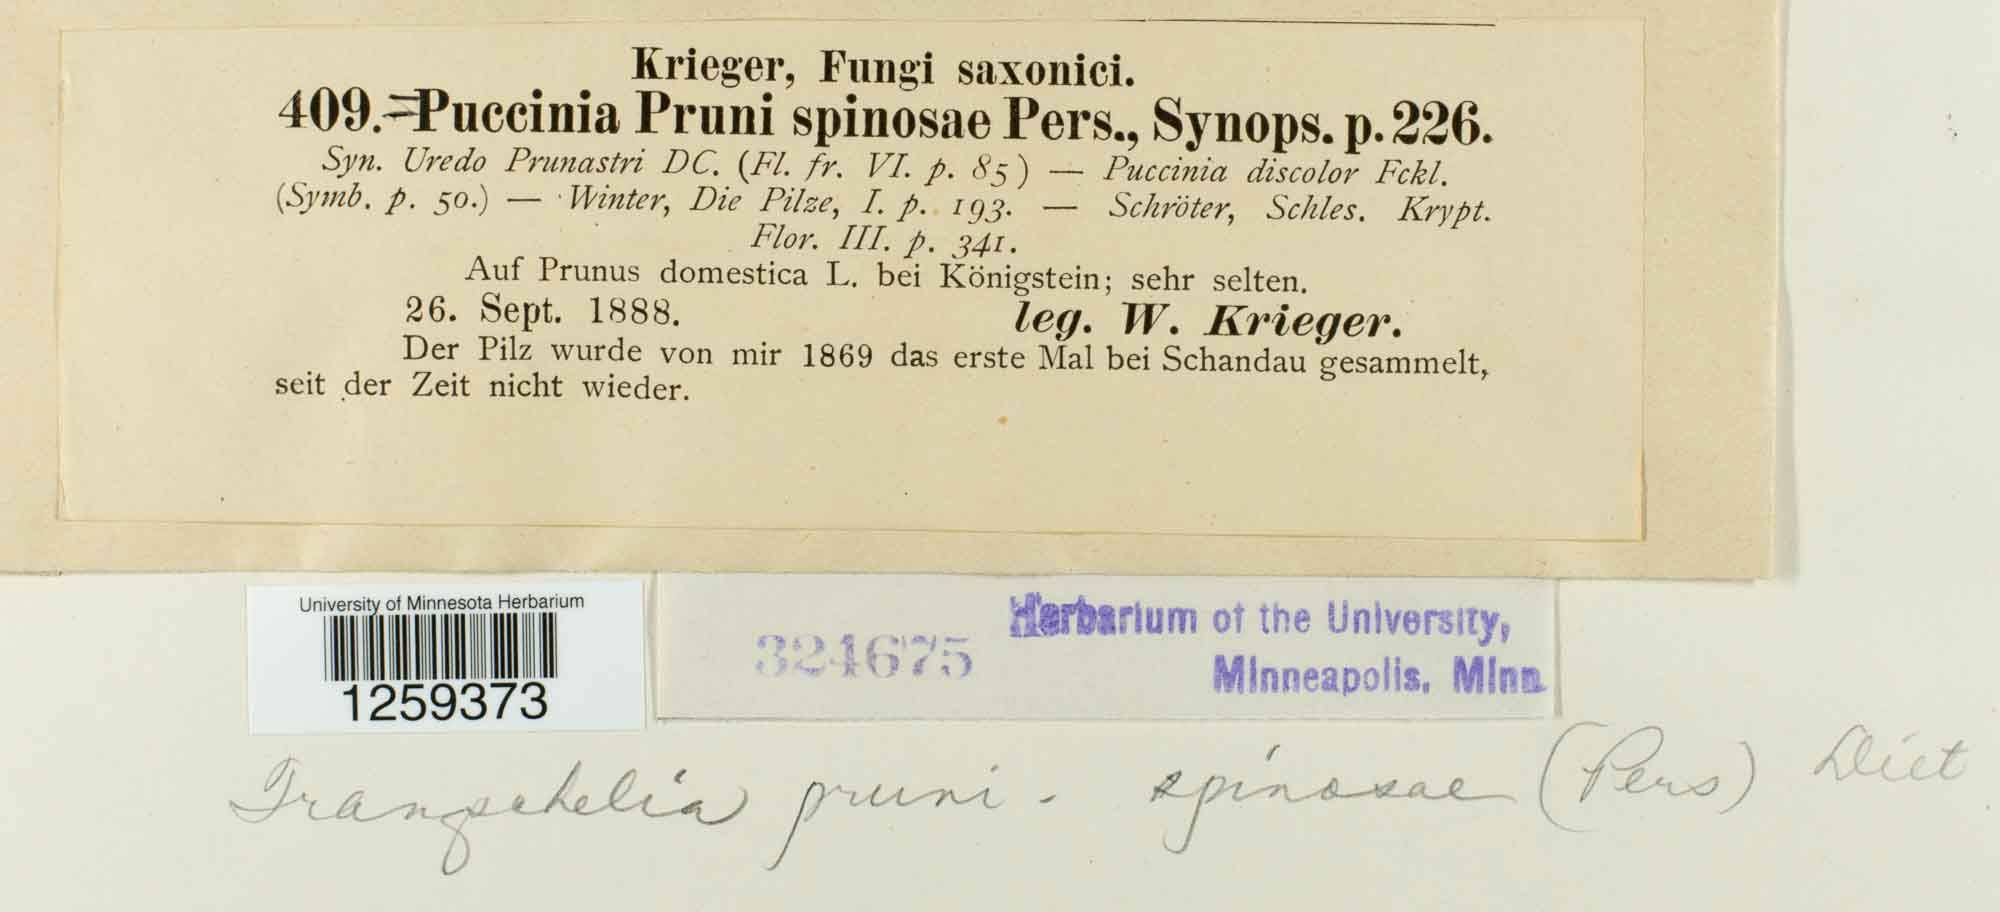 Krieger, Fungi saxonici.
409. Puccinia Pruni spinosae Pers., Synops. p. 226.
Syn. Uredo Prunastri DC. (Fl. fr. VI. p. 85) — Puccinia discolor Fckl.
(Symb. p. 50.) — Winter, Die Pilze, I. p. 193. — Schröter, Schles. Krypt.
Flor. III. p. 341.
Auf Prunus domestica L. bei Königstein; sehr selten.
26. Sept. 1888. leg. W. Krieger.
Der Pilz wurde von mir 1869 das erste Mal bei Schandau gesammelt,
seit der Zeit nicht wieder.
University of Minnesota Herbarium
1259373
324675
Herbarium of the University,
Minneapolis, Minn
Tranzschelia pruni - spinosae (Pers) Diet